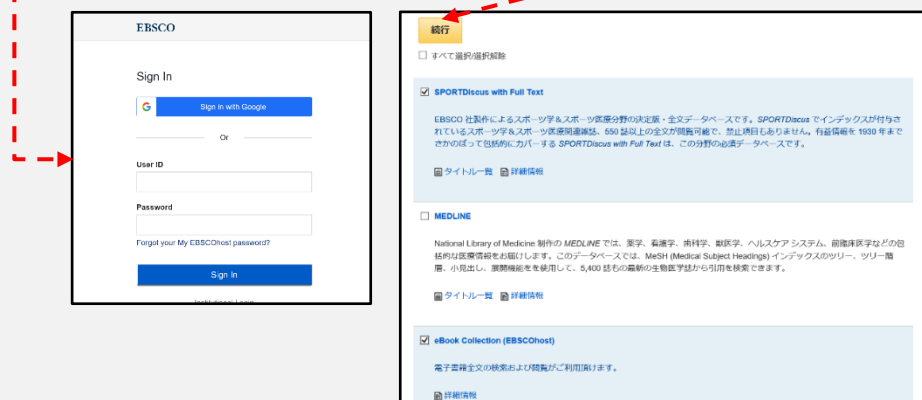 EBSCO
Sign In
Sign in with Google
Or
User ID
Password
Forgot your My EBSCOhost password?
Sign In
Institutional Login
続行
すべて選択/選択解除
SPORTDiscus with Full Text
EBSCO 社製作によるスポーツ学＆スポーツ医療分野の決定版・全文データベースです。SPORTDiscus でインデックスが付与さ
れているスポーツ学＆スポーツ医療関連雑誌、550 誌以上の全文が閲覧可能で、禁止項目もありません。有益情報を 1930 年まで
さかのぼって包括的にカバーする SPORTDiscus with Full Text は、この分野の必須データベースです。
タイトル一覧 詳細情報
MEDLINE
National Library of Medicine 制作の MEDLINE では、薬学、看護学、歯科学、獣医学、ヘルスケア システム、前臨床医学などの包
括的な医療情報をお届けします。このデータベースでは、MeSH (Medical Subject Headings) インデックスのツリー、ツリー階
層、小見出し、展開機能をを使用して、5,400 誌もの最新の生物医学誌から引用を検索できます。
タイトル一覧 詳細情報
eBook Collection (EBSCOhost)
電子書籍全文の検索および閲覧がご利用頂けます。
詳細情報